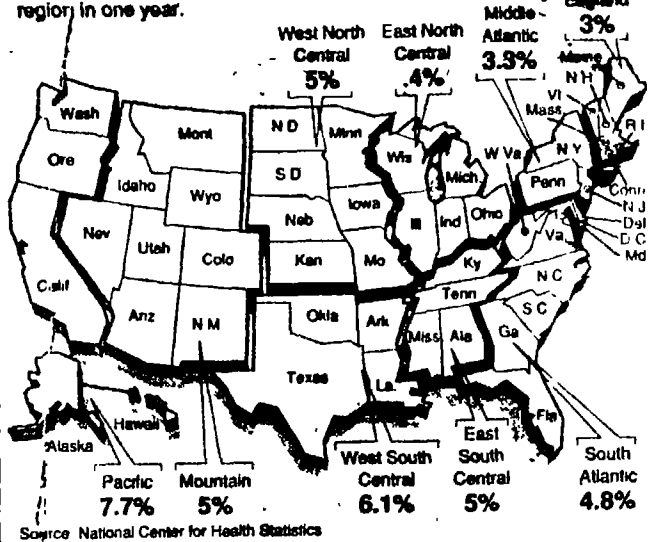 region in one year.
West North
Central
5%
East North
Central
4%
Middle
Atlantic
3.3%
3%
Maine
N H
Vt
Mass
R I
Conn
N J
Del
D C
Md
Wash
Ore
Calif
Nev
Idaho
Mont
Wyo
Utah
Colo
Ariz
N M
N D
S D
Neb
Kan
Okla
Texas
Minn
Iowa
Mo
Ark
La.
Wis
Ill
Mich
Ind
Ohio
Ky
Tenn
Miss
Ala
W Va
Va
N Y
Penn
N C
S C
Ga
Fla
Alaska
Hawaii
Pacific
7.7%
Mountain
5%
West South
Central
6.1%
East
South
Central
5%
South
Atlantic
4.8%
Source National Center for Health Statistics